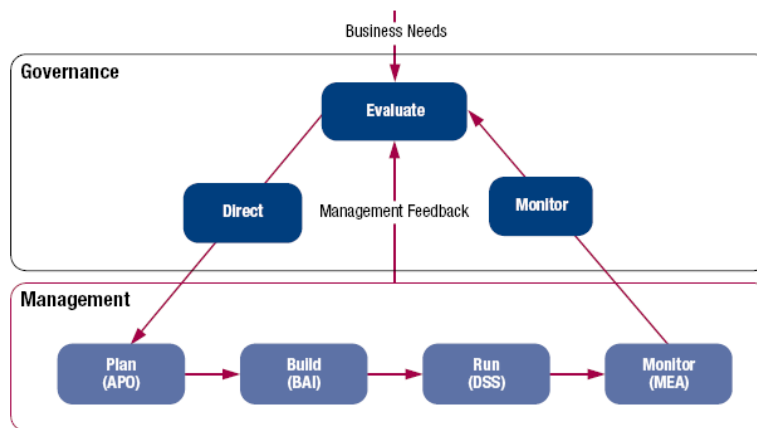 Business Needs
Governance
Evaluate
Direct
Management Feedback
Monitor
Management
Plan
(APO)
Build
(BAI)
Run
(DSS)
Monitor
(MEA)